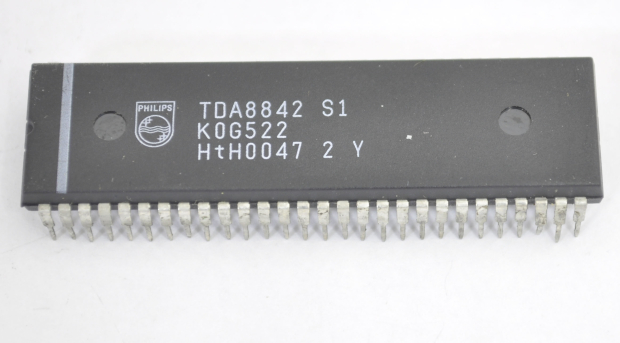 PHILIPS
TDA8842 S1
K0G522
HtH0047 2 Y